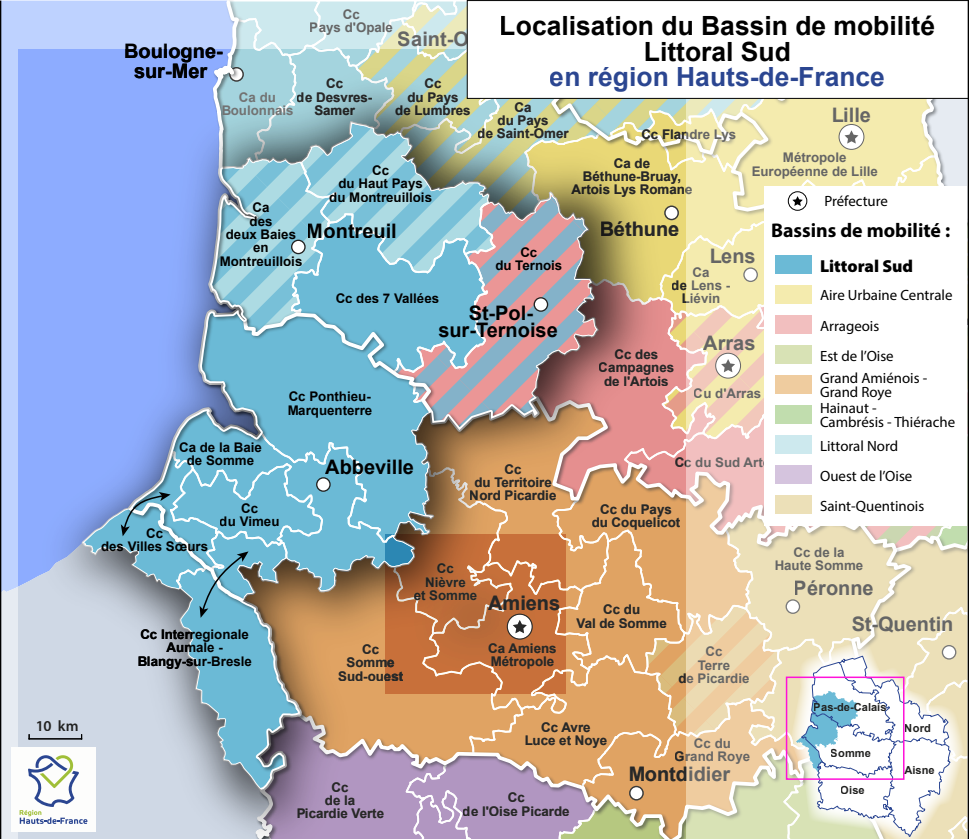 Localisation du Bassin de mobilité
Littoral Sud
en région Hauts-de-France
Cc
Pays d'Opale
Saint-O
Boulogne-
sur-Mer
Ca du
Boulonnais
Cc
de Desvres-
Samer
Cc
du Pays
de Lumbres
Ca
du Pays
de Saint-Omer
Cc Flandre Lys
Lille
Métropole
Européenne de Lille
Ca de
Béthune-Bruay,
Artois Lys Romane
Béthune
Cc
du Haut Pays
du Montreuillois
Ca
des
deux Baies
en
Montreuillois
Montreuil
Cc
du Ternois
Lens
Ca
de Lens -
Liévin
Cc des 7 Vallées
St-Pol-
sur-Ternoise
Arras
Cu d'Arras
Cc des
Campagnes
de l'Artois
Cc Ponthieu-
Marquenterre
Ca de la Baie
de Somme
Abbeville
Cc
du Territoire
Nord Picardie
Cc du Sud Arto
Cc
du Vimeu
Cc
des Villes Sœurs
Cc du Pays
du Coquelicot
Cc de la
Haute Somme
Péronne
Cc
Nièvre
et Somme
Amiens
Ca Amiens
Métropole
Cc du
Val de Somme
St-Quentin
Cc Interregionale
Aumale -
Blangy-sur-Bresle
Cc
Somme
Sud-ouest
Cc
Terre
de Picardie
Cc Avre
Luce et Noye
Cc du
Grand Roye
Montdidier
Cc
de la
Picardie Verte
Cc
de l'Oise Picarde
Préfecture
Bassins de mobilité :
Littoral Sud
Aire Urbaine Centrale
Arrageois
Est de l'Oise
Grand Amiénois -
Grand Roye
Hainaut -
Cambrésis - Thiérache
Littoral Nord
Ouest de l'Oise
Saint-Quentinois
Pas-de-Calais
Nord
Somme
Aisne
Oise
10 km
Région
Hauts-de-France